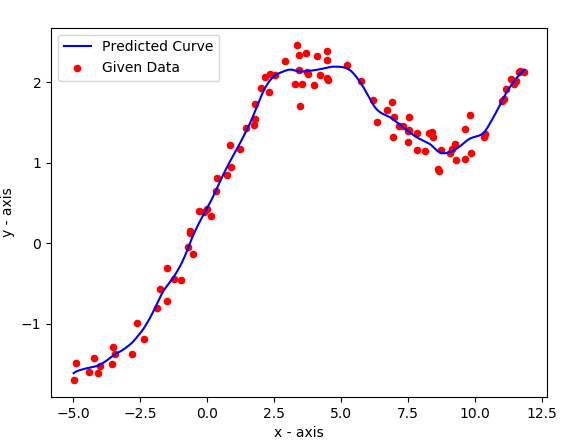 Predicted Curve
Given Data
y - axis
2
1
0
−1
−5.0 −2.5 0.0 2.5 5.0 7.5 10.0 12.5
x - axis